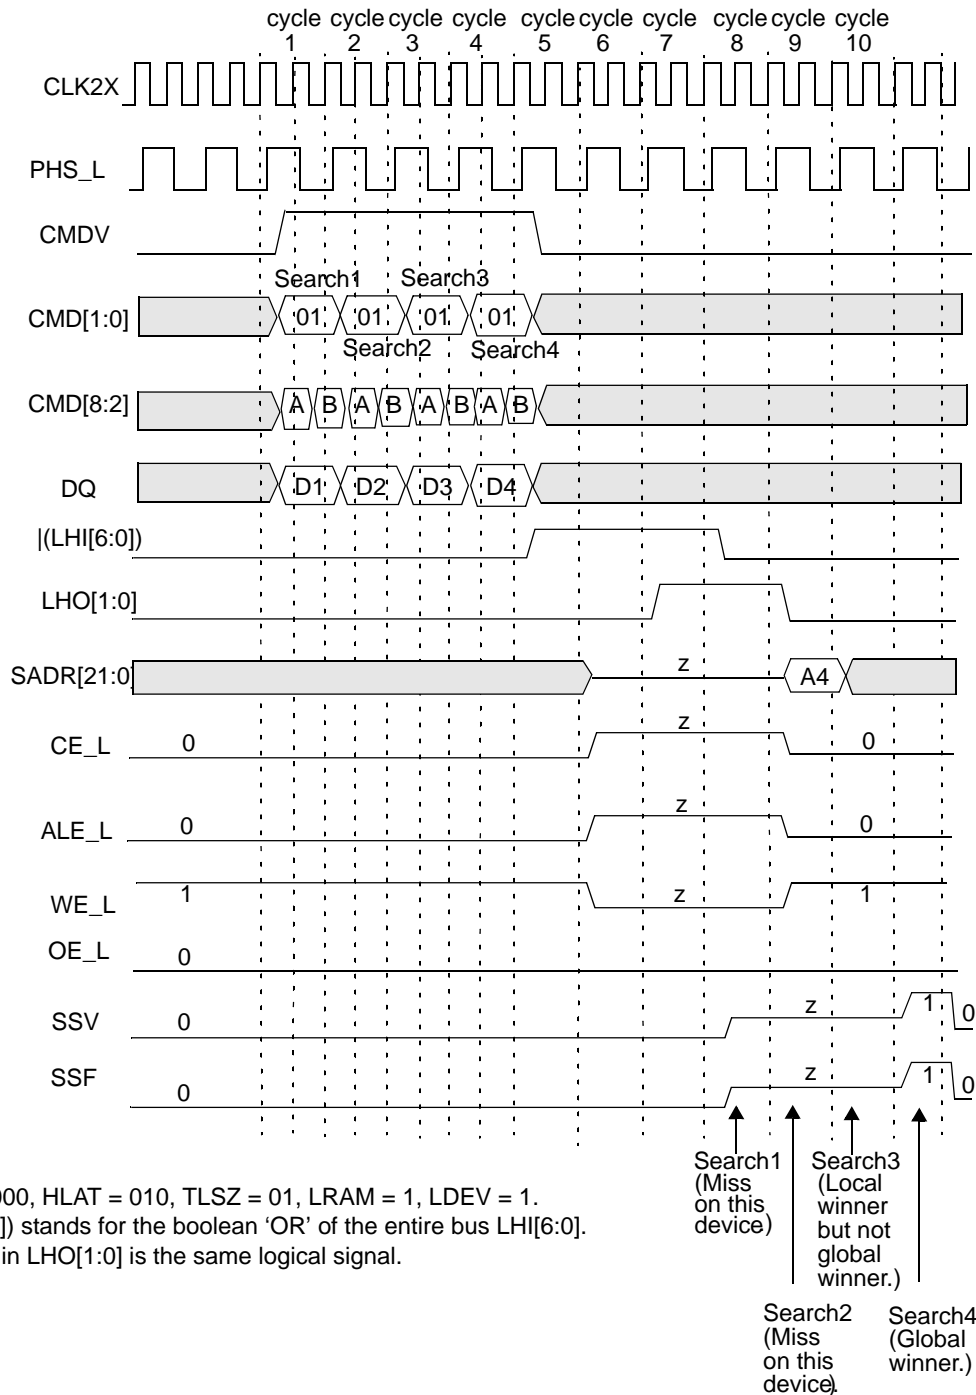 cycle cycle cycle cycle cycle cycle cycle cycle cycle cycle
1 2 3 4 5 6 7 8 9 10
CLK2X
PHS_L
CMDV
Search1 Search3
CMD[1:0] 01 01 01 01
Search2 Search4
CMD[8:2] A B A B A B A B
DQ D1 D2 D3 D4
|(LHI[6:0])
LHO[1:0]
SADR[21:0] z A4
CE_L 0 z 0
ALE_L 0 z 0
WE_L 1 z 1
OE_L 0
SSV 0 z 1 0
SSF 0 z 1 0
Search1
(Miss
on this
device)
Search3
(Local
winner
but not
global
winner.)
00, HLAT = 010, TLSZ = 01, LRAM = 1, LDEV = 1.
]) stands for the boolean ‘OR’ of the entire bus LHI[6:0].
in LHO[1:0] is the same logical signal.
Search2
(Miss
on this
device).
Search4
(Global
winner.)